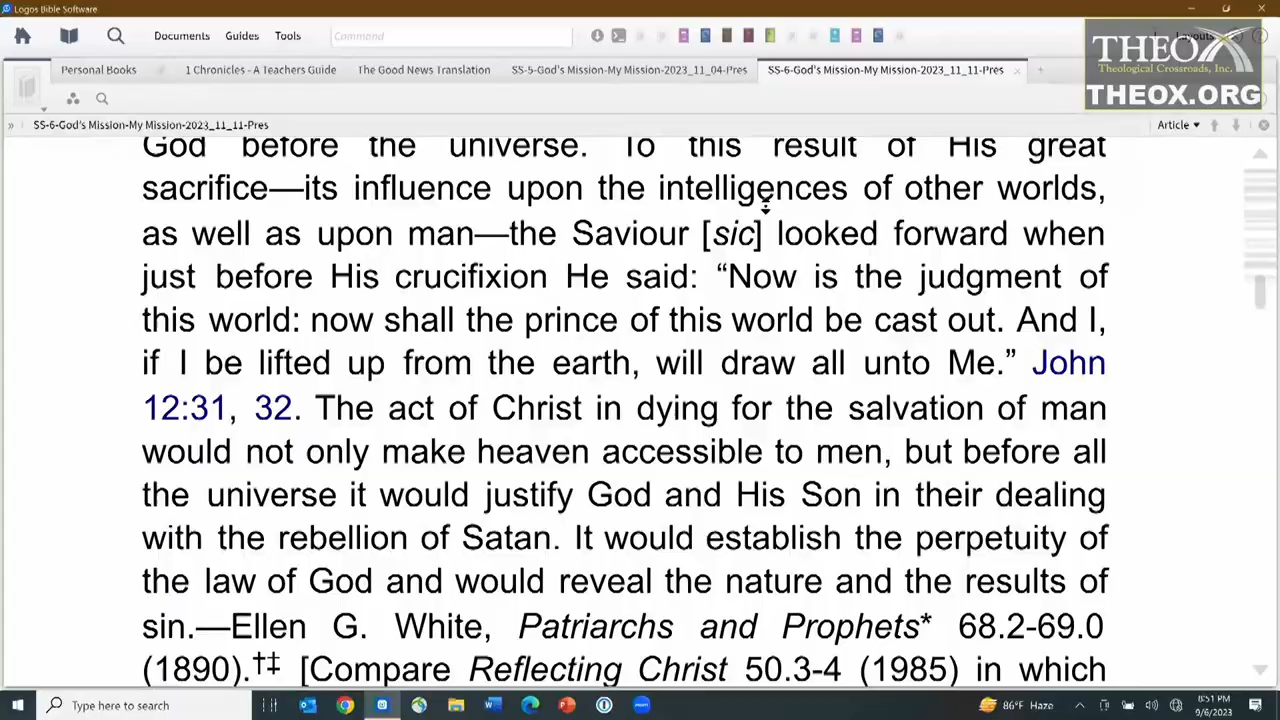 Logos Bible Software
Documents Guides Tools Command Layouts
THEOX
Theological Crossroads, Inc.
THEOX.ORG
Personal Books 1 Chronicles - A Teachers Guide The Good News of SS-6-God's Mission-My Mission-2023_11_04-Pres SS-6-God's Mission-My Mission-2023_11_11-Pres
SS-6-God's Mission-My Mission-2023_11_11-Pres Article
God before the universe. To this result of His great
sacrifice—its influence upon the intelligences of other worlds,
as well as upon man—the Saviour [sic] looked forward when
just before His crucifixion He said: “Now is the judgment of
this world: now shall the prince of this world be cast out. And I,
if I be lifted up from the earth, will draw all unto Me.” John
12:31, 32. The act of Christ in dying for the salvation of man
would not only make heaven accessible to men, but before all
the universe it would justify God and His Son in their dealing
with the rebellion of Satan. It would establish the perpetuity of
the law of God and would reveal the nature and the results of
sin.—Ellen G. White, Patriarchs and Prophets* 68.2-69.0
(1890).†‡ [Compare Reflecting Christ 50.3-4 (1985) in which
Type here to search 86°F Haze 8:51 PM
9/6/2023